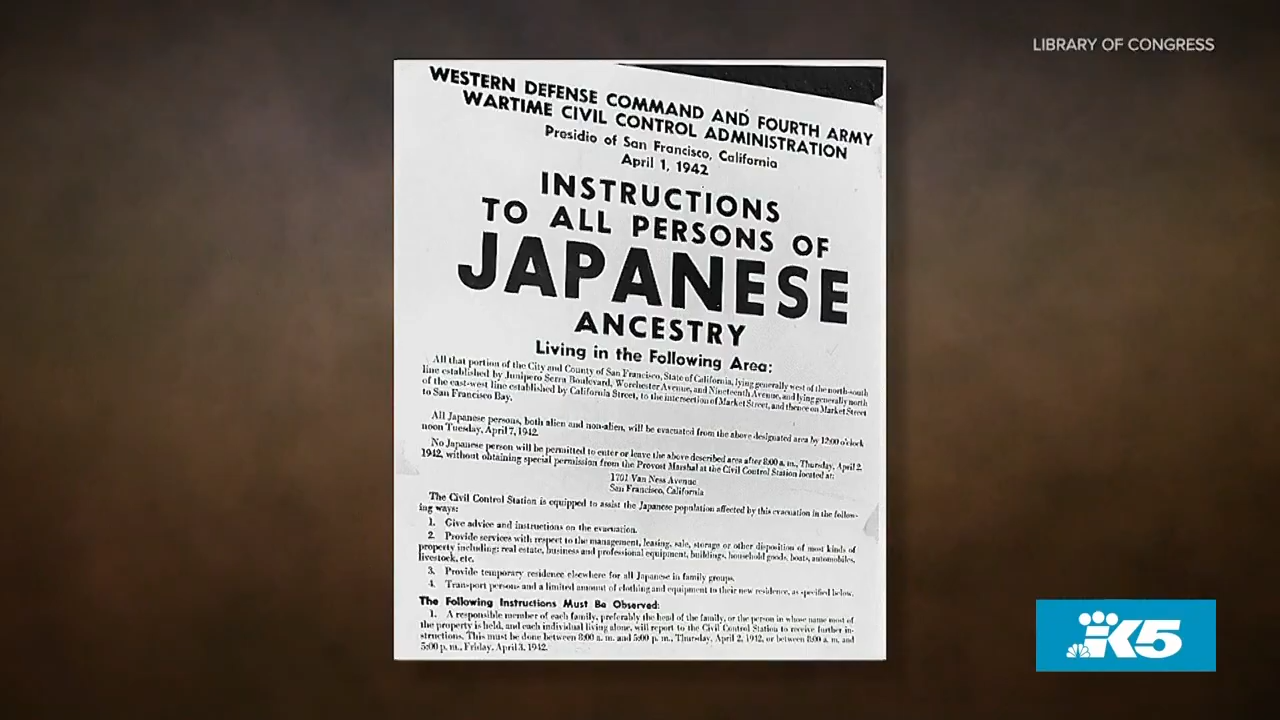 LIBRARY OF CONGRESS
WESTERN DEFENSE COMMAND AND FOURTH ARMY
WARTIME CIVIL CONTROL ADMINISTRATION
Presidio of San Francisco, California
April 1, 1942
INSTRUCTIONS
TO ALL PERSONS OF
JAPANESE
ANCESTRY
Living in the Following Area:
All that portion of the City and County of San Francisco, State of California, lying generally west of the north-south
line established by Junipero Serra Boulevard, Worchester Avenue, and Nineteenth Avenue, and lying generally north
of the east-west line established by California Street, to the intersection of Market Street, and thence on Market Street
to San Francisco Bay.
All Japanese persons, both alien and non-alien, will be evacuated from the above designated area by 12:00 o'clock
noon Tuesday, April 7, 1942.
No Japanese person will be permitted to enter or leave the above described area after 8:00 a. m., Thursday, April 2,
1942, without obtaining special permission from the Provost Marshal at the Civil Control Station located at:
1701 Van Ness Avenue
San Francisco, California
The Civil Control Station is equipped to assist the Japanese population affected by this evacuation in the follow-
ing ways:
1. Give advice and instructions on the evacuation.
2. Provide services with respect to the management, leasing, sale, storage or other disposition of most kinds of
property including: real estate, business and professional equipment, buildings, household goods, boats, automobiles,
livestock, etc.
3. Provide temporary residence elsewhere for all Japanese in family groups.
4. Transport persons and a limited amount of clothing and equipment to their new residence, as specified below.
The Following Instructions Must Be Observed:
1. A responsible member of each family, preferably the head of the family, or the person in whose name most of
the property is held, and each individual living alone, will report to the Civil Control Station to receive further in-
structions. This must be done between 8:00 a. m. and 5:00 p. m., Thursday, April 2, 1942, or between 8:00 a. m. and
5:00 p. m., Friday, April 3, 1942.
K5